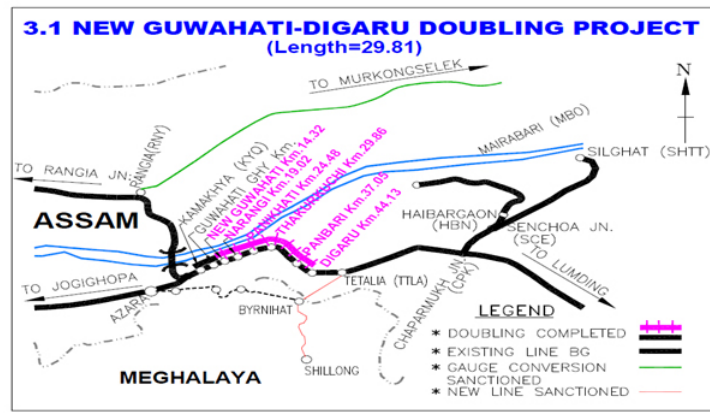 3.1 NEW GUWAHATI-DIGARU DOUBLING PROJECT
(Length=29.81)
TO MURKONGSELEK
N
MAIRABARI (MBO)
SILGHAT (SHTT)
RANGIA(RNY)
TO RANGIA JN.
KAMAKHYA (KYQ)
GUWAHATI GHY Km.
NEW GUWAHATI Km.14.32
NARANGI Km.19.02
PANIKHATI Km.24.48
THAKURKUCHI Km.29.86
PANBARI Km.37.05
DIGARU Km.44.13
ASSAM
HAIBARGAON
(HBN)
SENCHOA JN.
(SCE)
TO LUMDING
TO JOGIGHOPA
AZARA
TETALIA (TTLA)
BYRNIHAT
CHAPARMUKH JN.
(CPK)
SHILLONG
MEGHALAYA
LEGEND
* DOUBLING COMPLETED
* EXISTING LINE BG
* GAUGE CONVERSION
SANCTIONED
* NEW LINE SANCTIONED